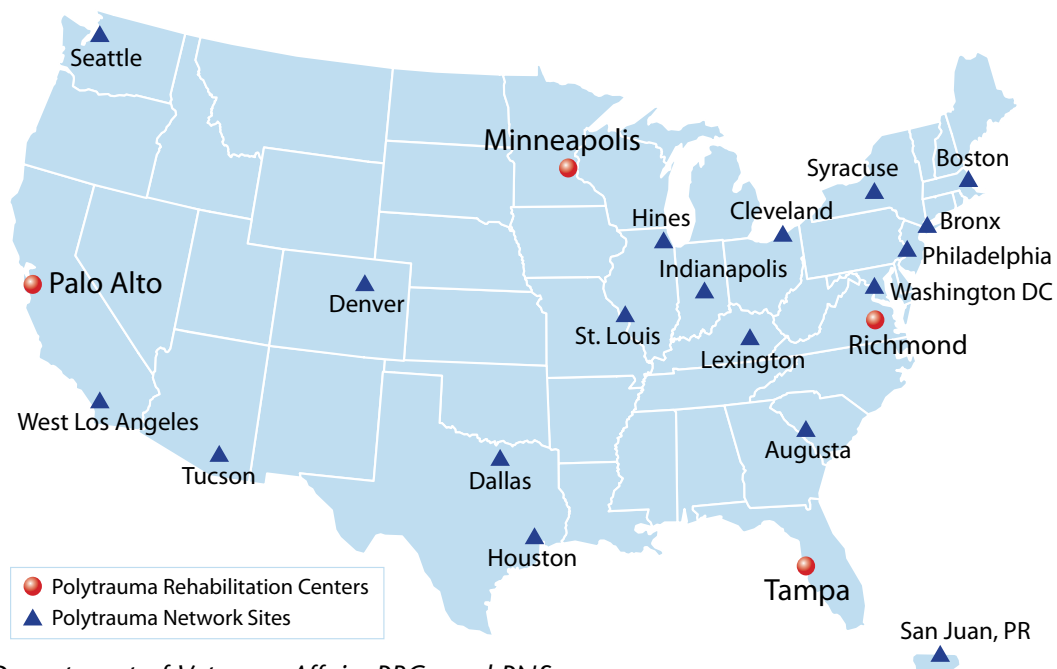 Seattle
Minneapolis
Syracuse
Boston
Hines
Cleveland
Bronx
Philadelphia
Indianapolis
Palo Alto
Denver
Washington DC
St. Louis
Richmond
Lexington
West Los Angeles
Augusta
Tucson
Dallas
Houston
Polytrauma Rehabilitation Centers
Tampa
Polytrauma Network Sites
San Juan, PR